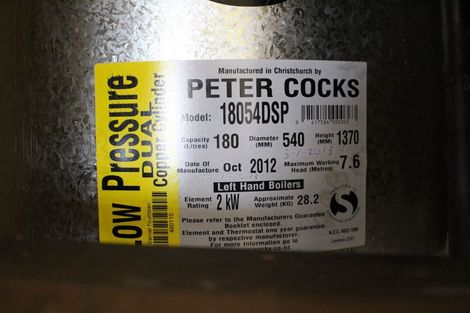 Low Pressure
DUAL
Copper Cylinder
Serial Number
480115
Manufactured in Christchurch by
PETER COCKS
Model: 18054DSP
Capacity (Litres) 180 Diameter (MM) 540 Height (MM) 1370
Date Of Manufacture Oct 2012 Maximum Working Head (Metres) 7.6
Left Hand Boilers
Element Rating 2 kW Approximate Weight (KG) 28.2
Please refer to the Manufacturers Guarantee
Booklet enclosed
Element and Thermostat one year guarantee
by respective manufacturer.
For more information go to
S